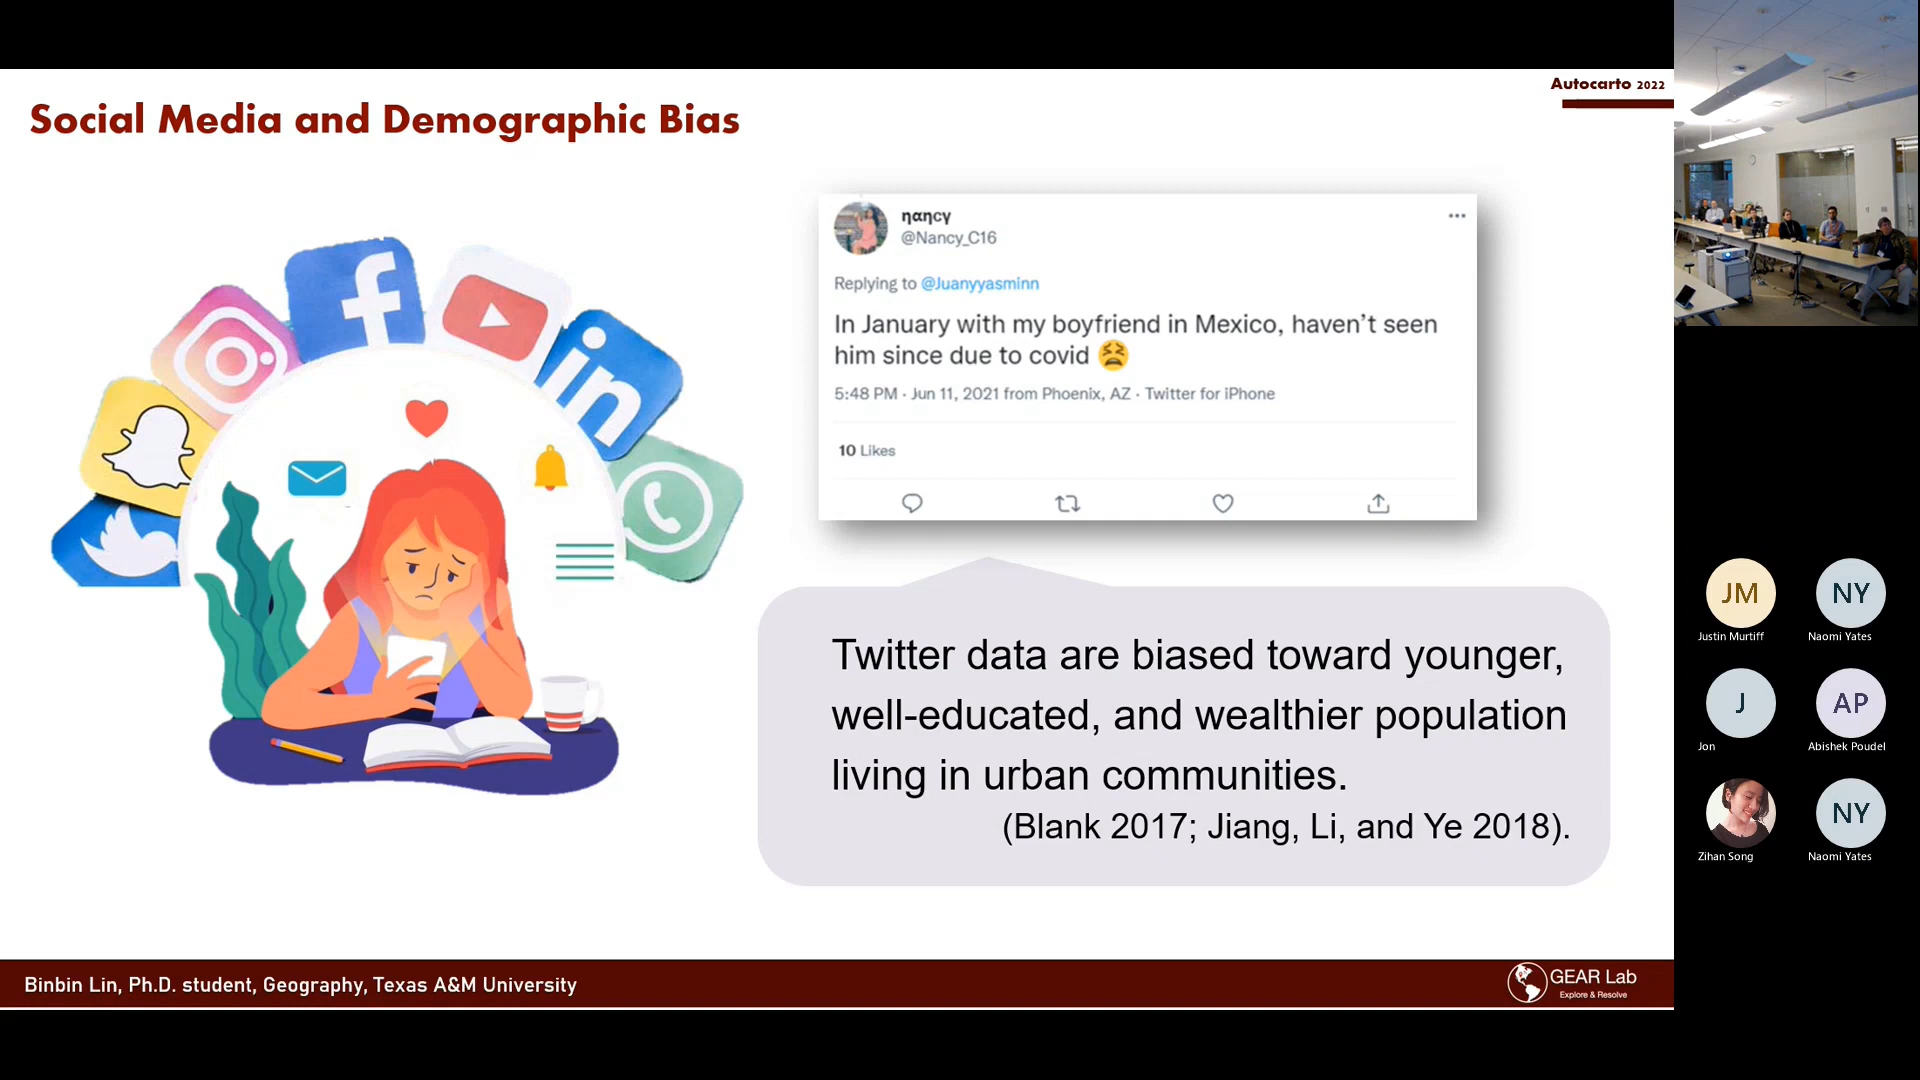 Autocarto 2022
Social Media and Demographic Bias
ηαηcү
@Nancy_C16
Replying to @Juanyyasminn
In January with my boyfriend in Mexico, haven’t seen
him since due to covid 😫
5:48 PM · Jun 11, 2021 from Phoenix, AZ · Twitter for iPhone
10 Likes
in
Twitter data are biased toward younger,
well-educated, and wealthier population
living in urban communities.
(Blank 2017; Jiang, Li, and Ye 2018).
Binbin Lin, Ph.D. student, Geography, Texas A&M University
GEAR Lab
Explore & Resolve
JM
NY
Justin Murtiff
Naomi Yates
J
AP
Jon
Abishek Poudel
NY
Zihan Song
Naomi Yates